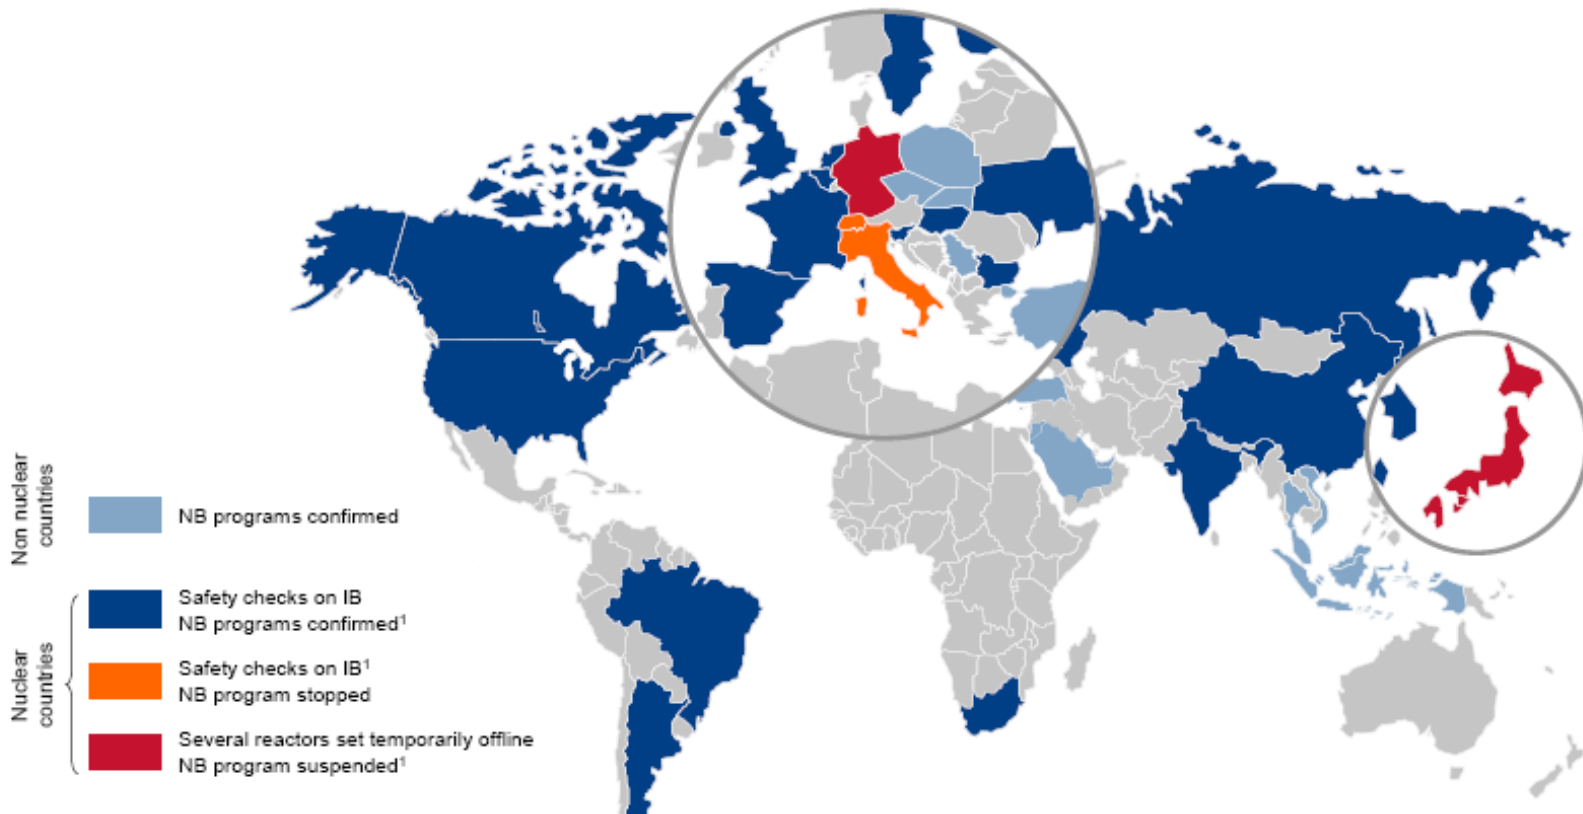 Non nuclear
countries
NB programs confirmed
Nuclear
countries
Safety checks on IB
NB programs confirmed¹
Safety checks on IB¹
NB program stopped
Several reactors set temporarily offline
NB program suspended¹